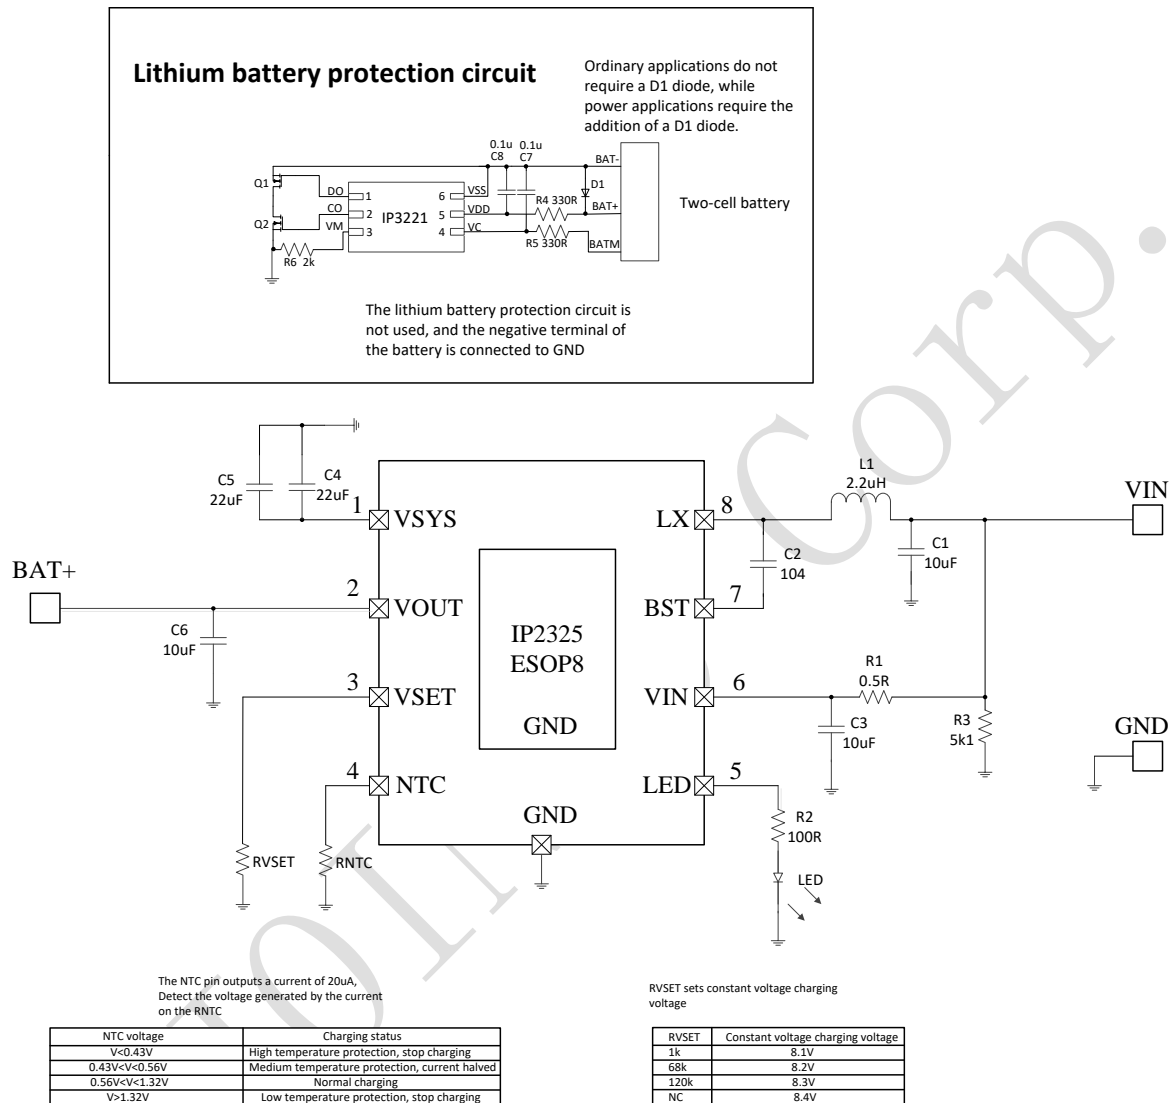 Lithium battery protection circuit
Ordinary applications do not
require a D1 diode, while
power applications require the
addition of a D1 diode.
0.1u 0.1u
C8 C7
BAT-
Q1
DO
1
6
VSS
D1
R4 330R
BAT+
Two-cell battery
Q2
CO
2
IP3221
5
VDD
VM
3
4
VC
R5 330R
BATM
R6 2k
The lithium battery protection circuit is
not used, and the negative terminal of
the battery is connected to GND
Corp.
C5
22uF
C4
22uF
1
VSYS
LX
8
L1
2.2uH
VIN
C1
10uF
C2
104
BAT+
2
VOUT
BST
7
C6
10uF
IP2325
ESOP8
GND
3
VSET
VIN
6
R1
0.5R
C3
10uF
R3
5k1
GND
4
NTC
LED
5
GND
R2
100R
RVSET
RNTC
LED
The NTC pin outputs a current of 20uA,
Detect the voltage generated by the current
on the RNTC
NTC voltage Charging status
V<0.43V High temperature protection, stop charging
0.43V<V<0.56V Medium temperature protection, current halved
0.56V<V<1.32V Normal charging
V>1.32V Low temperature protection, stop charging
RVSET sets constant voltage charging
voltage
RVSET Constant voltage charging voltage
1k 8.1V
68k 8.2V
120k 8.3V
NC 8.4V